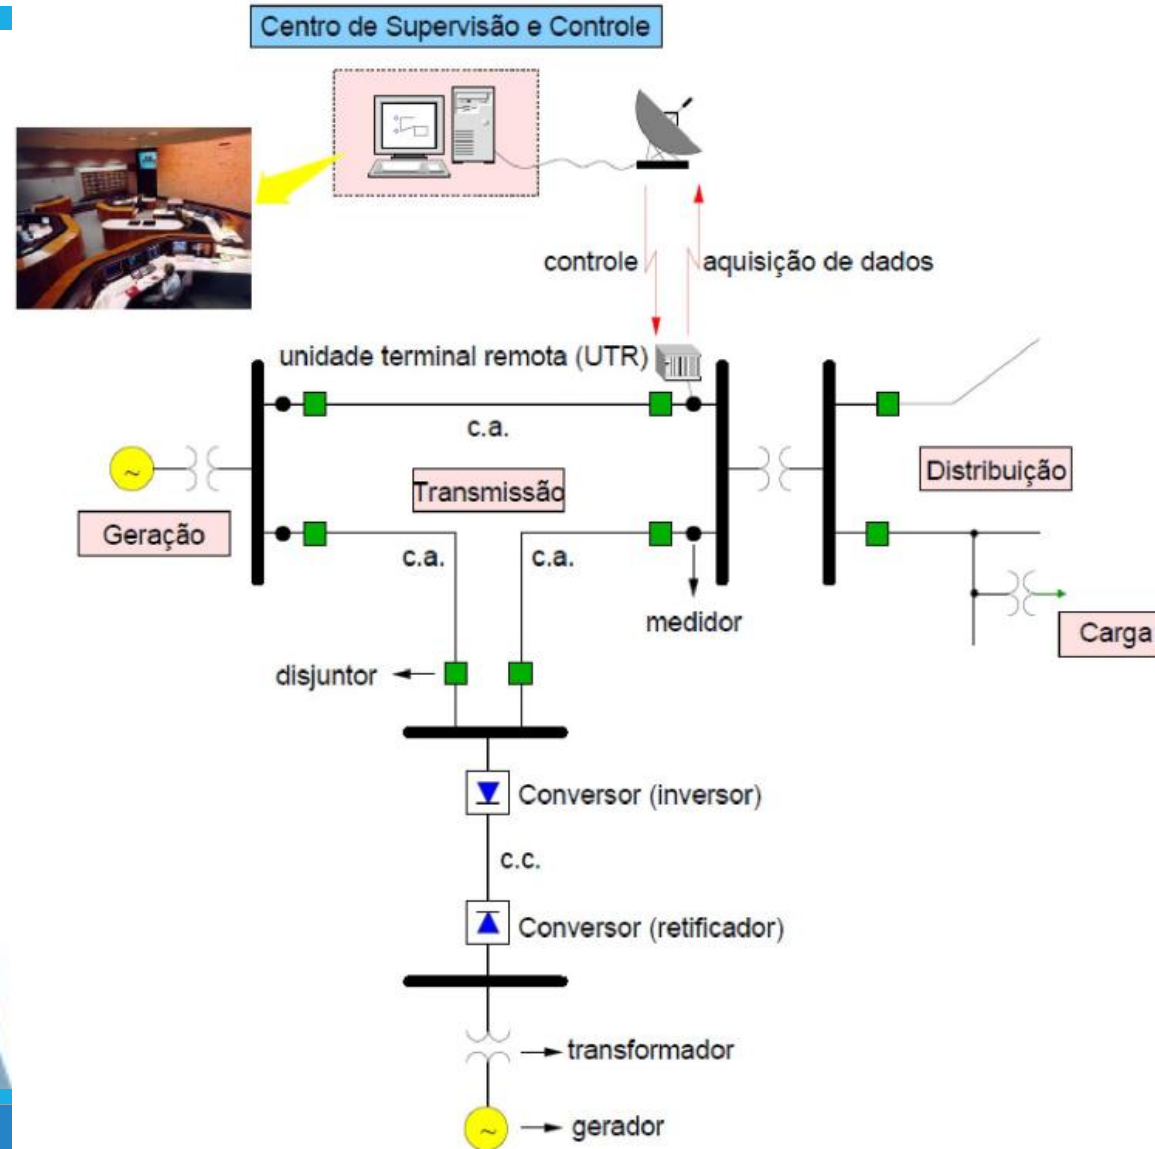 Centro de Supervisão e Controle
controle
aquisição de dados
unidade terminal remota (UTR)
c.a.
Transmissão
Distribuição
Geração
c.a.
c.a.
medidor
Carga
disjuntor
Conversor (inversor)
c.c.
Conversor (retificador)
transformador
gerador